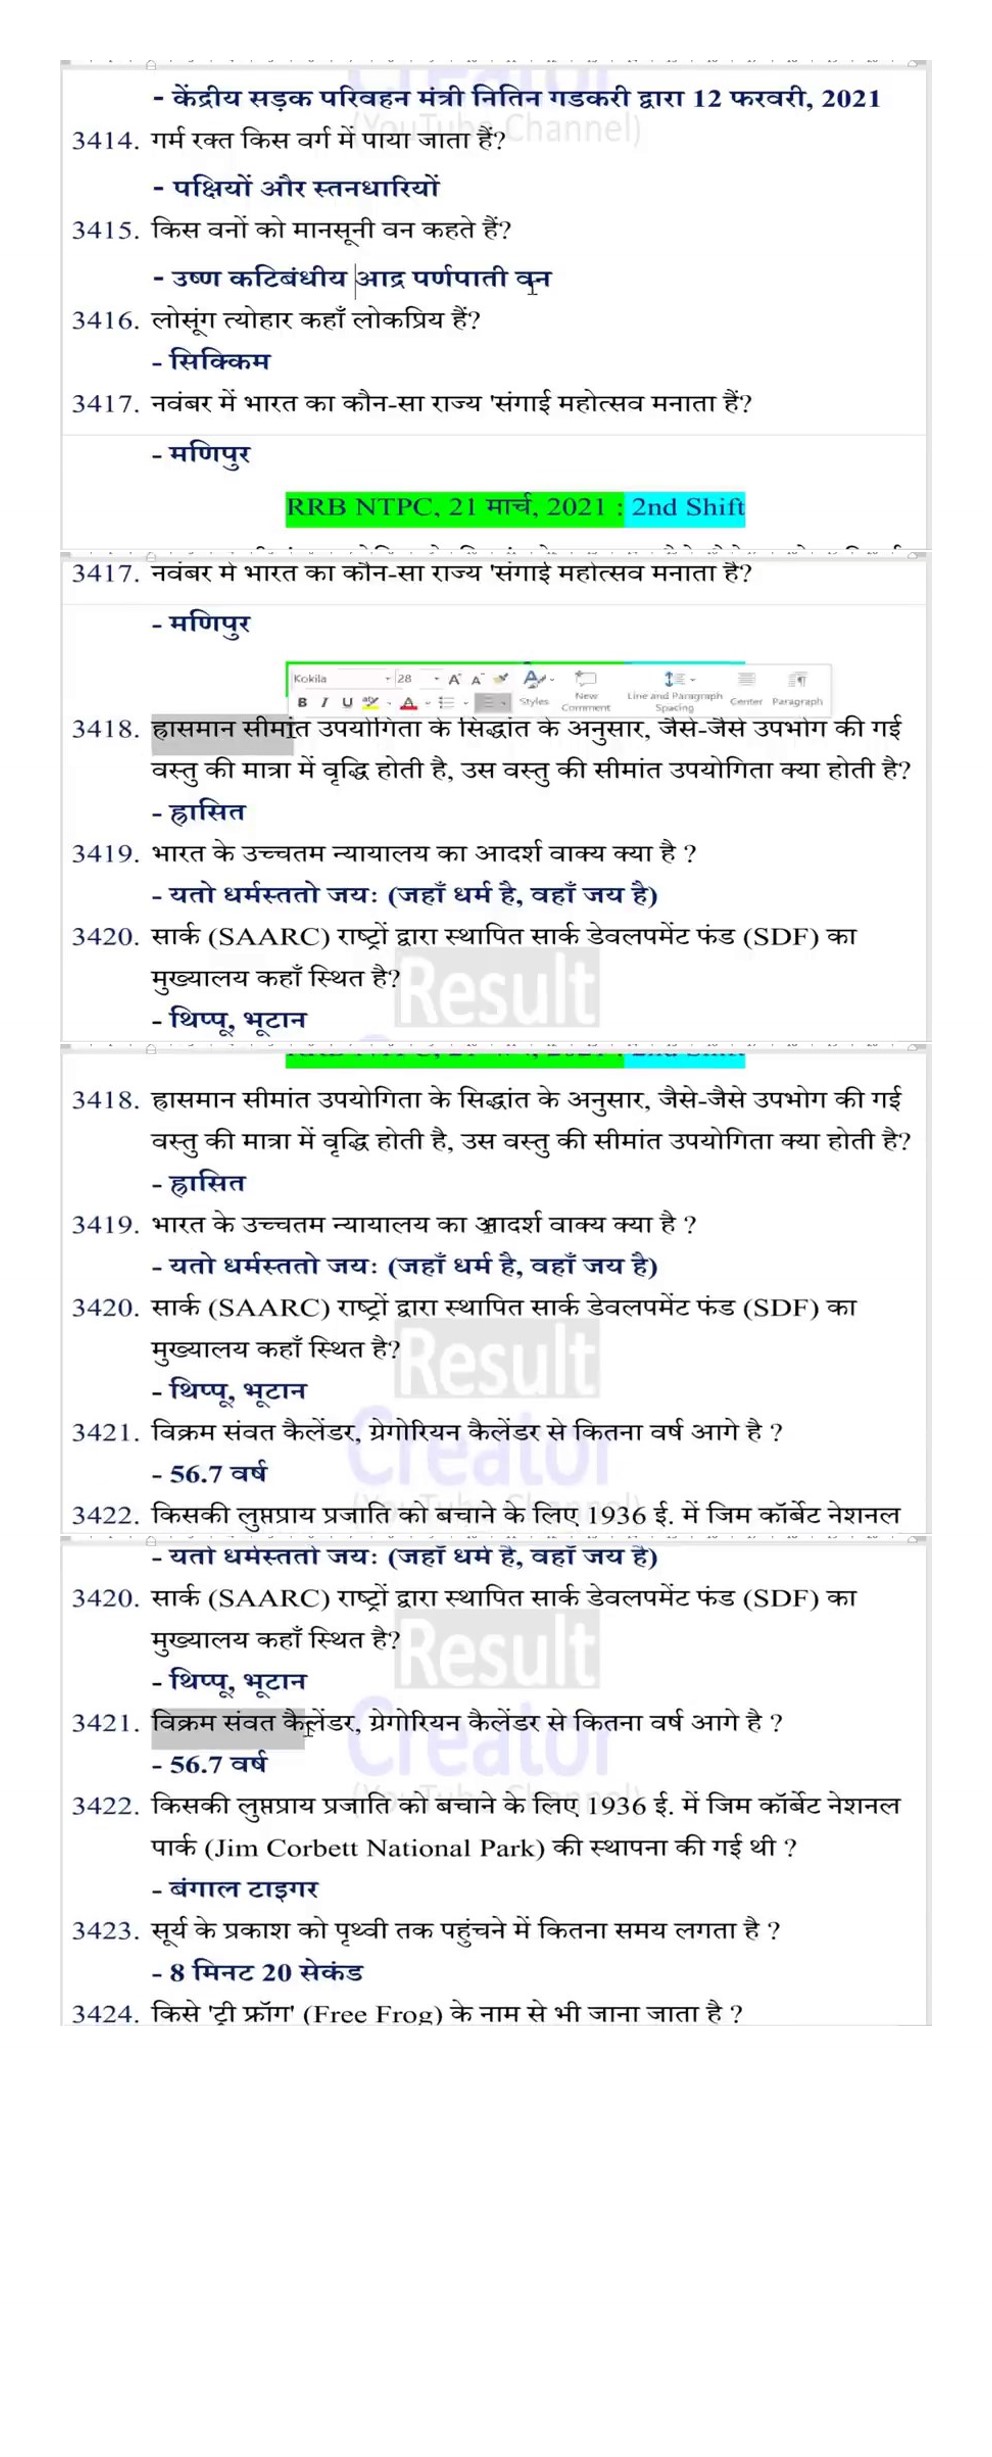 - केंद्रीय सड़क परिवहन मंत्री नितिन गडकरी द्वारा 12 फरवरी, 2021
(YouTube Channel)
3414. गर्म रक्त किस वर्ग में पाया जाता हैं?
- पक्षियों और स्तनधारियों
3415. किस वनों को मानसूनी वन कहते हैं?
- उष्ण कटिबंधीय आद्र पर्णपाती वन
3416. लोसूंग त्योहार कहाँ लोकप्रिय हैं?
- सिक्किम
3417. नवंबर में भारत का कौन-सा राज्य 'संगाई महोत्सव मनाता हैं?
- मणिपुर
RRB NTPC, 21 मार्च, 2021 : 2nd Shift
3417. नवंबर में भारत का कौन-सा राज्य 'संगाई महोत्सव मनाता हैं?
- मणिपुर
Kokila 28
B I U Styles New Comment Line and Paragraph Spacing Center Paragraph
3418. ह्रासमान सीमांत उपयोगिता के सिद्धांत के अनुसार, जैसे-जैसे उपभोग की गई
वस्तु की मात्रा में वृद्धि होती है, उस वस्तु की सीमांत उपयोगिता क्या होती है?
- ह्रासित
3419. भारत के उच्चतम न्यायालय का आदर्श वाक्य क्या है ?
- यतो धर्मस्ततो जयः (जहाँ धर्म है, वहाँ जय है)
3420. सार्क (SAARC) राष्ट्रों द्वारा स्थापित सार्क डेवलपमेंट फंड (SDF) का
मुख्यालय कहाँ स्थित है?
Result
- थिप्पू, भूटान
3418. ह्रासमान सीमांत उपयोगिता के सिद्धांत के अनुसार, जैसे-जैसे उपभोग की गई
वस्तु की मात्रा में वृद्धि होती है, उस वस्तु की सीमांत उपयोगिता क्या होती है?
- ह्रासित
3419. भारत के उच्चतम न्यायालय का आदर्श वाक्य क्या है ?
- यतो धर्मस्ततो जयः (जहाँ धर्म है, वहाँ जय है)
3420. सार्क (SAARC) राष्ट्रों द्वारा स्थापित सार्क डेवलपमेंट फंड (SDF) का
मुख्यालय कहाँ स्थित है?
Result
- थिप्पू, भूटान
3421. विक्रम संवत कैलेंडर, ग्रेगोरियन कैलेंडर से कितना वर्ष आगे है ?
Creator
- 56.7 वर्ष
3422. किसकी लुप्तप्राय प्रजाति को बचाने के लिए 1936 ई. में जिम कॉर्बेट नेशनल
- यतो धर्मस्ततो जयः (जहाँ धर्म है, वहाँ जय है)
3420. सार्क (SAARC) राष्ट्रों द्वारा स्थापित सार्क डेवलपमेंट फंड (SDF) का
मुख्यालय कहाँ स्थित है?
Result
- थिप्पू, भूटान
3421. विक्रम संवत कैलेंडर, ग्रेगोरियन कैलेंडर से कितना वर्ष आगे है ?
Creator
- 56.7 वर्ष
3422. किसकी लुप्तप्राय प्रजाति को बचाने के लिए 1936 ई. में जिम कॉर्बेट नेशनल
पार्क (Jim Corbett National Park) की स्थापना की गई थी ?
- बंगाल टाइगर
3423. सूर्य के प्रकाश को पृथ्वी तक पहुंचने में कितना समय लगता है ?
- 8 मिनट 20 सेकंड
3424. किसे 'ट्री फ्रॉग' (Free Frog) के नाम से भी जाना जाता है ?